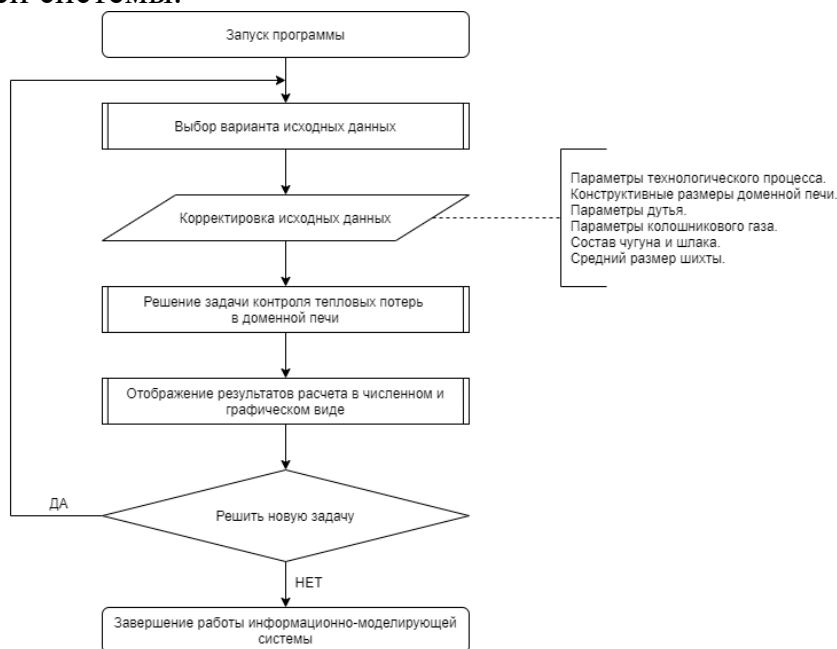 системы.
Запуск программы
Выбор варианта исходных данных
Корректировка исходных данных
Параметры технологического процесса.
Конструктивные размеры доменной печи.
Параметры дутья.
Параметры колошникового газа.
Состав чугуна и шлака.
Средний размер шихты.
Решение задачи контроля тепловых потерь
в доменной печи
Отображение результатов расчета в численном и
графическом виде
ДА
Решить новую задачу
НЕТ
Завершение работы информационно-моделирующей
системы